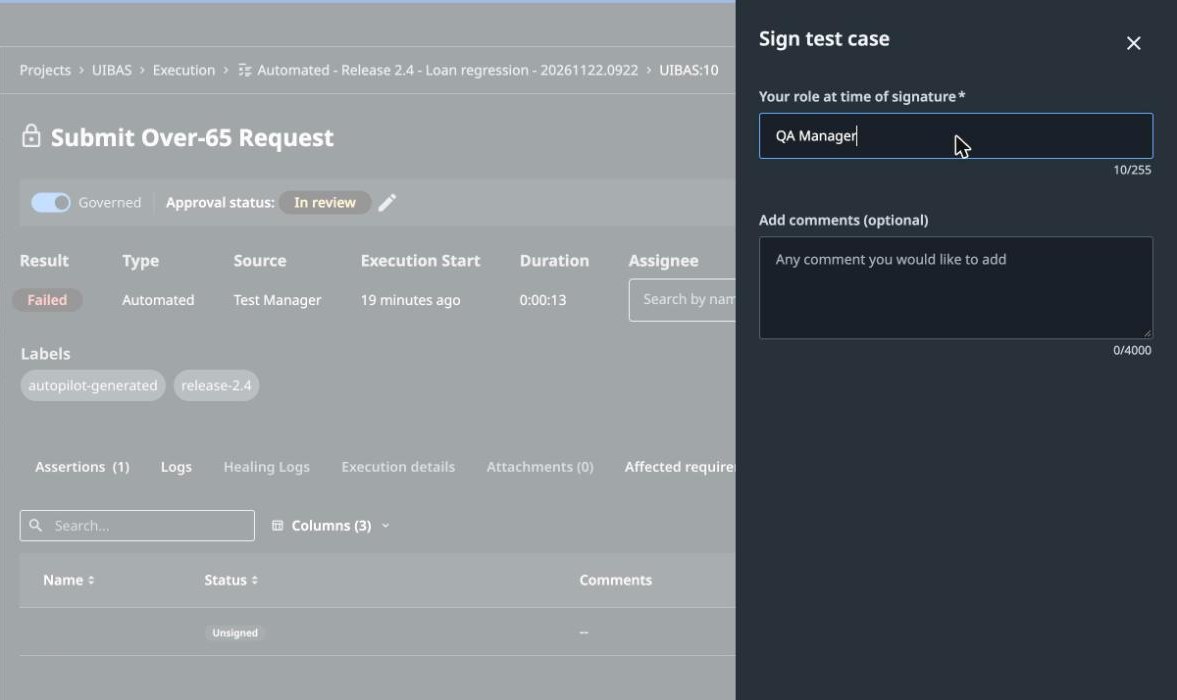 Projects > UIBAS > Execution > Automated - Release 2.4 - Loan regression - 20261122.0922 > UIBAS:10
Submit Over-65 Request
Governed Approval status: In review
Result Type Source Execution Start Duration Assignee
Failed Automated Test Manager 19 minutes ago 0:00:13 Search by nam
Labels
autopilot-generated release-2.4
Assertions (1) Logs Healing Logs Execution details Attachments (0) Affected require
Search... Columns (3)
Name Status Comments
Unsigned --
Sign test case
Your role at time of signature*
QA Manager
10/255
Add comments (optional)
Any comment you would like to add
0/4000